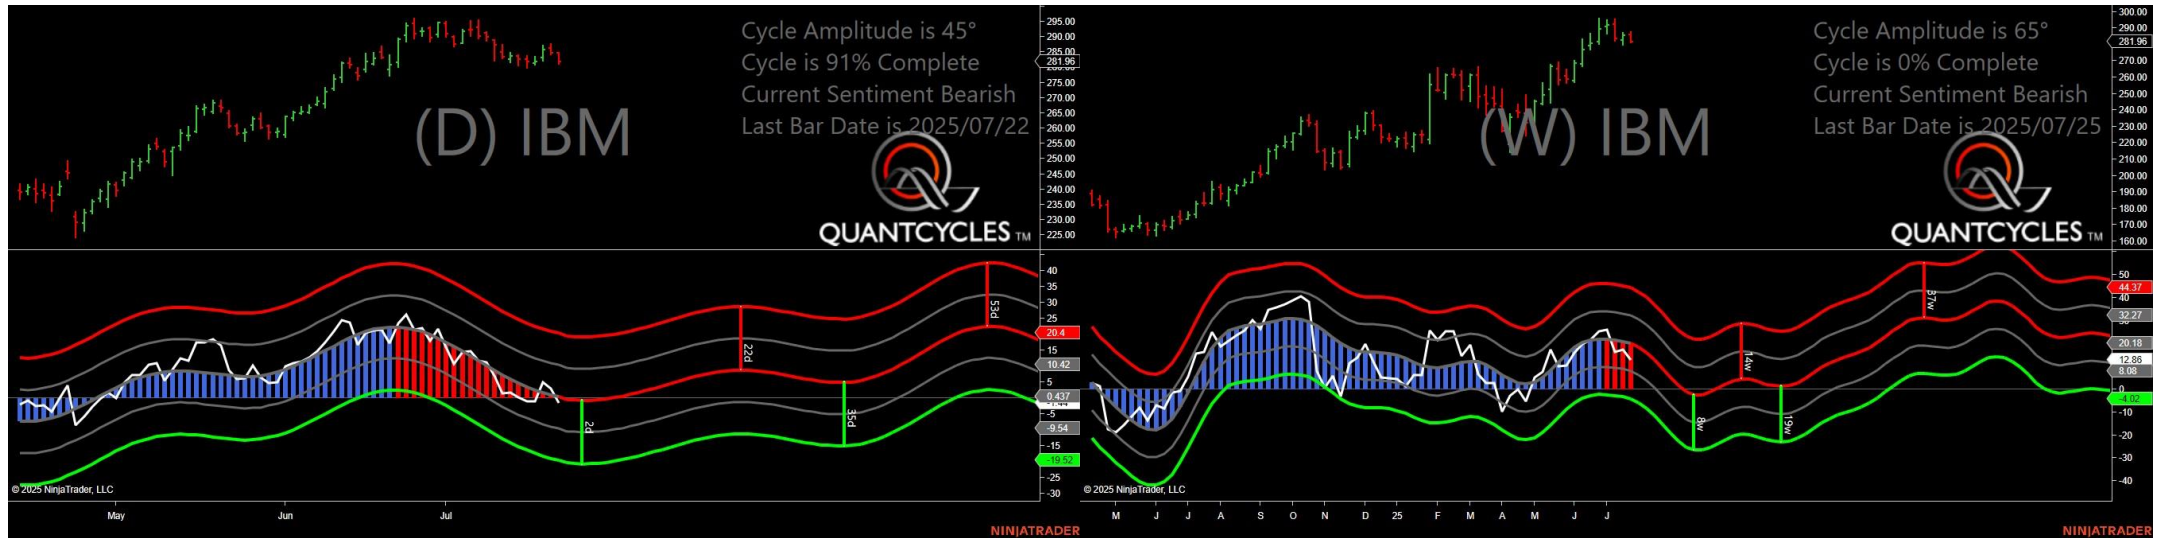 Cycle Amplitude is 45°
Cycle is 91% Complete
Current Sentiment Bearish
Last Bar Date is 2025/07/22
(D) IBM
QUANTCYCLES TM
295.00
290.00
285.00
281.96
280.00
275.00
270.00
265.00
260.00
255.00
250.00
245.00
240.00
235.00
230.00
225.00
40
35
30
25
20.4
15
10.42
5
0.437
-5
-9.54
-15
-19.52
-25
-30
22d
53d
2d
35d
© 2025 NinjaTrader, LLC
May
Jun
Jul
NINJATRADER
Cycle Amplitude is 65°
Cycle is 0% Complete
Current Sentiment Bearish
Last Bar Date is 2025/07/25
(W) IBM
QUANTCYCLES TM
300.00
290.00
281.96
270.00
260.00
250.00
240.00
230.00
220.00
210.00
200.00
190.00
180.00
170.00
160.00
50
44.37
40
32.27
20.18
12.86
8.08
0
-4.02
-10
-20
-30
-40
37w
14w
8w
19w
© 2025 NinjaTrader, LLC
M
J
J
A
S
O
N
D
25
F
M
A
M
J
J
NINJATRADER